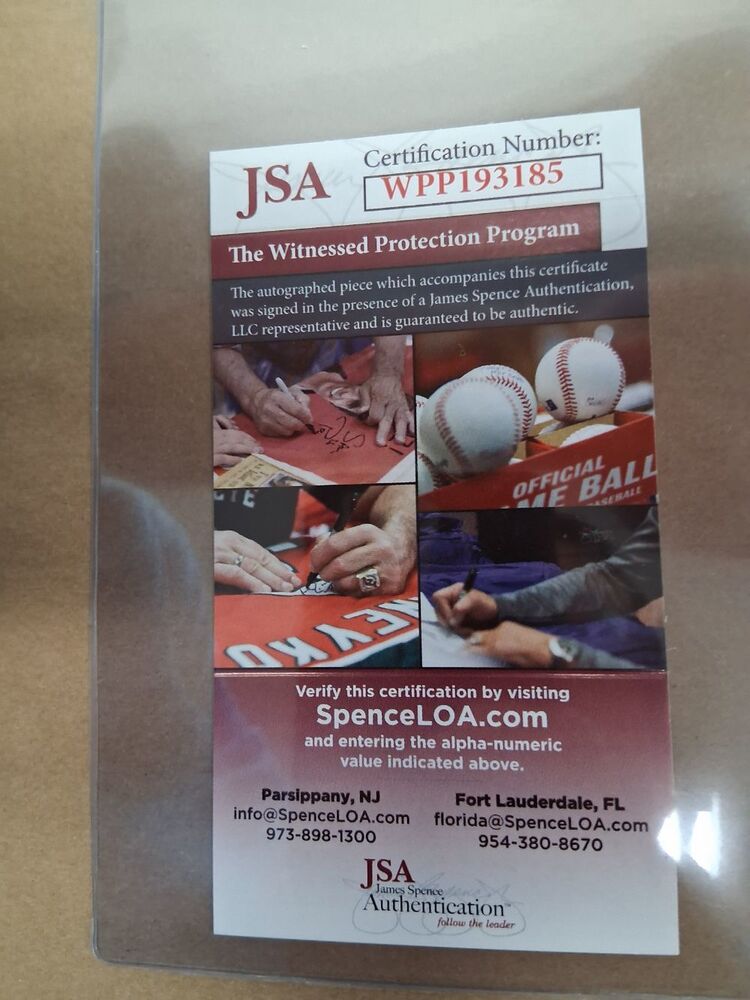 JSA
Certification Number:
WPP193185
The Witnessed Protection Program
The autographed piece which accompanies this certificate
was signed in the presence of a James Spence Authentication,
LLC representative and is guaranteed to be authentic.
OFFICIAL
ME BALL
BASEBALL
NEYKO
Verify this certification by visiting
SpenceLOA.com
and entering the alpha-numeric
value indicated above.
Parsippany, NJ
info@SpenceLOA.com
973-898-1300
Fort Lauderdale, FL
florida@SpenceLOA.com
954-380-8670
JSA
James Spence
Authentication™
follow the leader